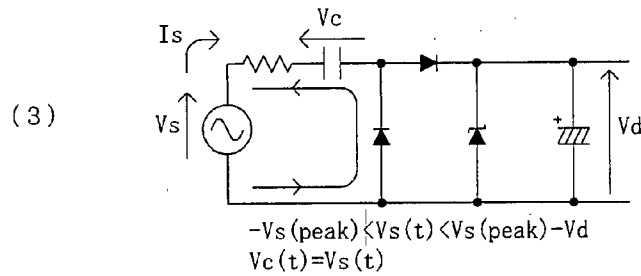 Vc
Is
(3)
Vs
+
Vd
-Vs(peak)<Vs(t)<Vs(peak)-Vd
Vc(t)=Vs(t)